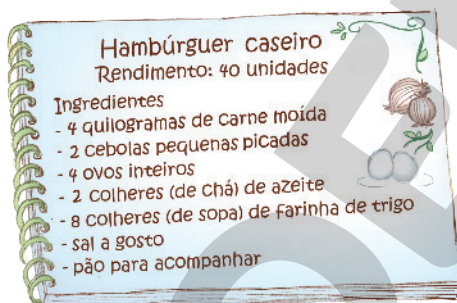 Hambúrguer caseiro
Rendimento: 40 unidades
Ingredientes
- 4 quilogramas de carne moída
- 2 cebolas pequenas picadas
- 4 ovos inteiros
- 2 colheres (de chá) de azeite
- 8 colheres (de sopa) de farinha de trigo
- sal a gosto
- pão para acompanhar